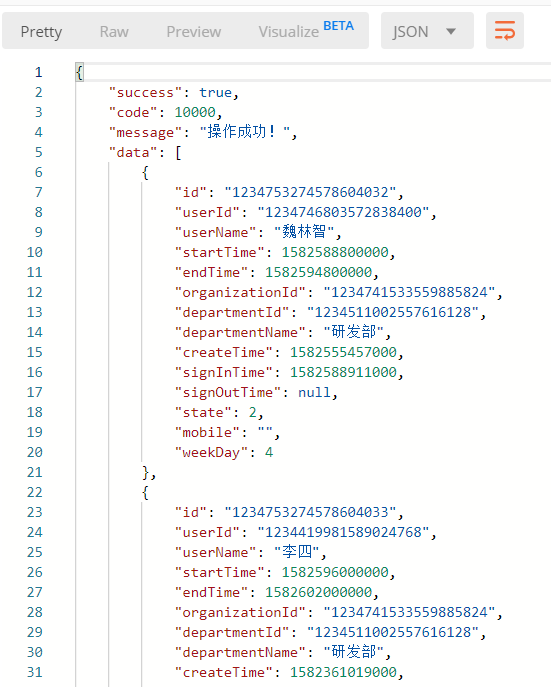 Pretty Raw Preview Visualize BETA JSON
1 {
2 "success": true,
3 "code": 10000,
4 "message": "操作成功！",
5 "data": [
6 {
7 "id": "1234753274578604032",
8 "userId": "1234746803572838400",
9 "userName": "魏林智",
10 "startTime": 1582588800000,
11 "endTime": 1582594800000,
12 "organizationId": "1234741533559885824",
13 "departmentId": "1234511002557616128",
14 "departmentName": "研发部",
15 "createTime": 1582555457000,
16 "signInTime": 1582588911000,
17 "signOutTime": null,
18 "state": 2,
19 "mobile": "",
20 "weekDay": 4
21 },
22 {
23 "id": "1234753274578604033",
24 "userId": "1234419981589024768",
25 "userName": "李四",
26 "startTime": 1582596000000,
27 "endTime": 1582602000000,
28 "organizationId": "1234741533559885824",
29 "departmentId": "1234511002557616128",
30 "departmentName": "研发部",
31 "createTime": 1582361019000,